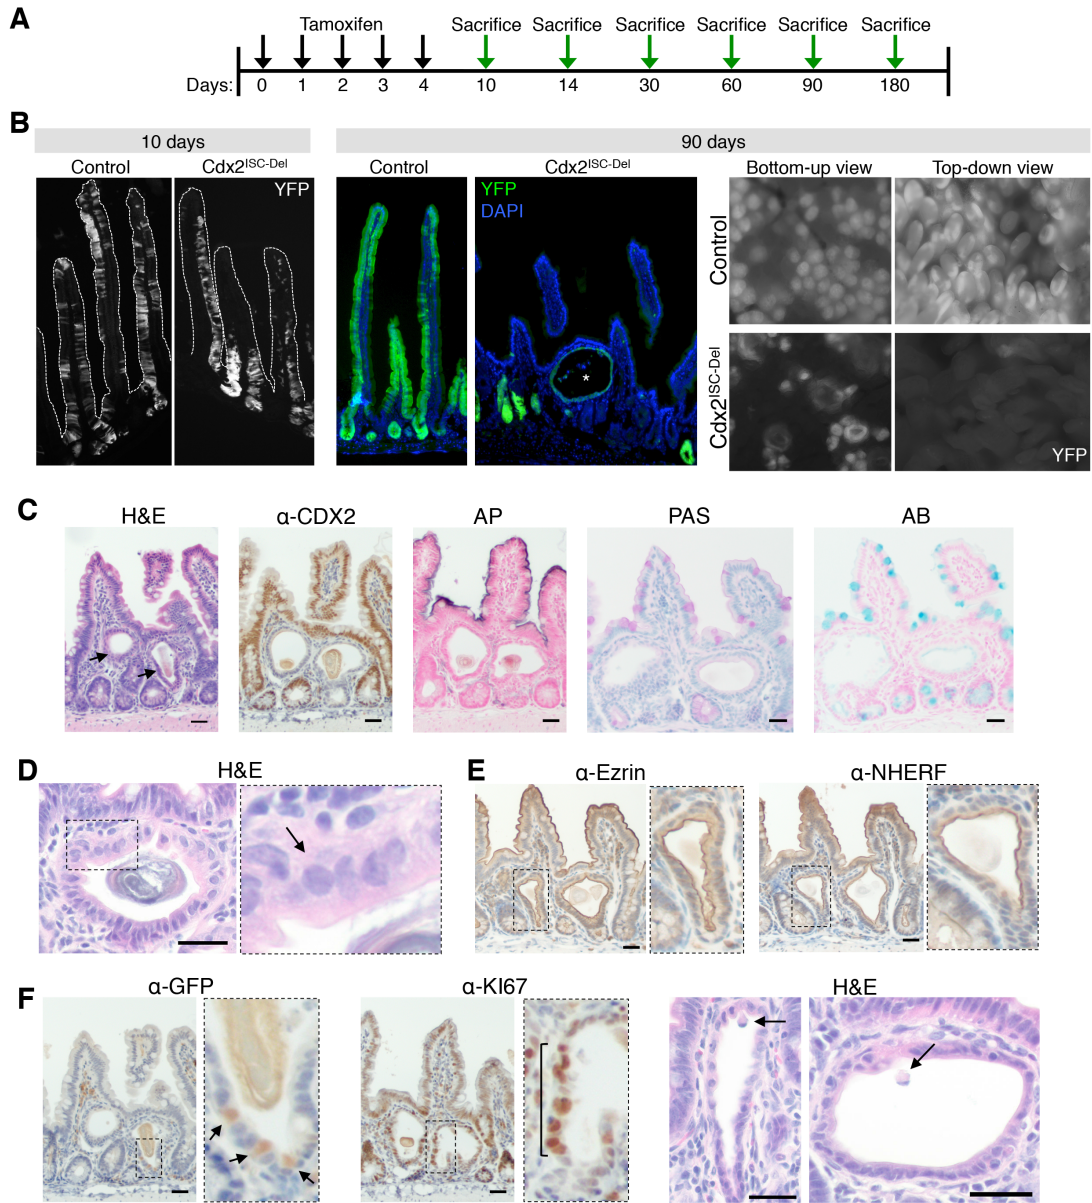 A
Tamoxifen
Sacrifice Sacrifice Sacrifice Sacrifice Sacrifice Sacrifice
Days: 0 1 2 3 4 10 14 30 60 90 180
B
10 days
90 days
Control
Cdx2ISC-Del
Control
Cdx2ISC-Del
Bottom-up view
Top-down view
YFP
YFP
DAPI
*
Control
Cdx2ISC-Del
YFP
C
H&E
α-CDX2
AP
PAS
AB
D
H&E
E
α-Ezrin
α-NHERF
F
α-GFP
α-KI67
H&E